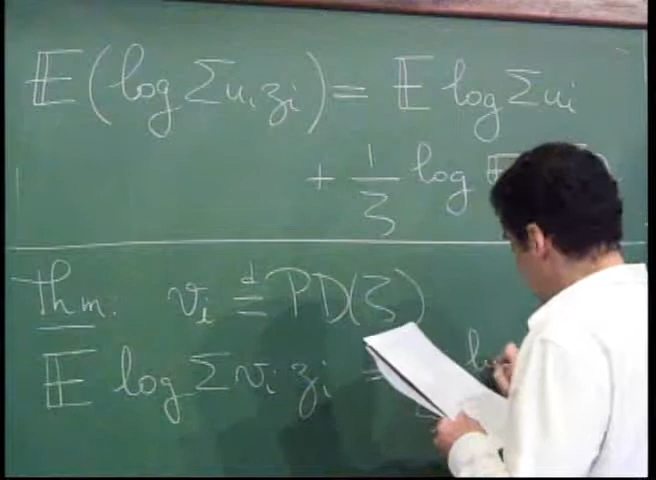 𝔼(log Σuᵢzᵢ) = 𝔼 log Σuᵢ
+ 1/ζ log 𝔼
thm: vᵢ =ᵈ PD(ζ)
𝔼 log Σvᵢzᵢ =